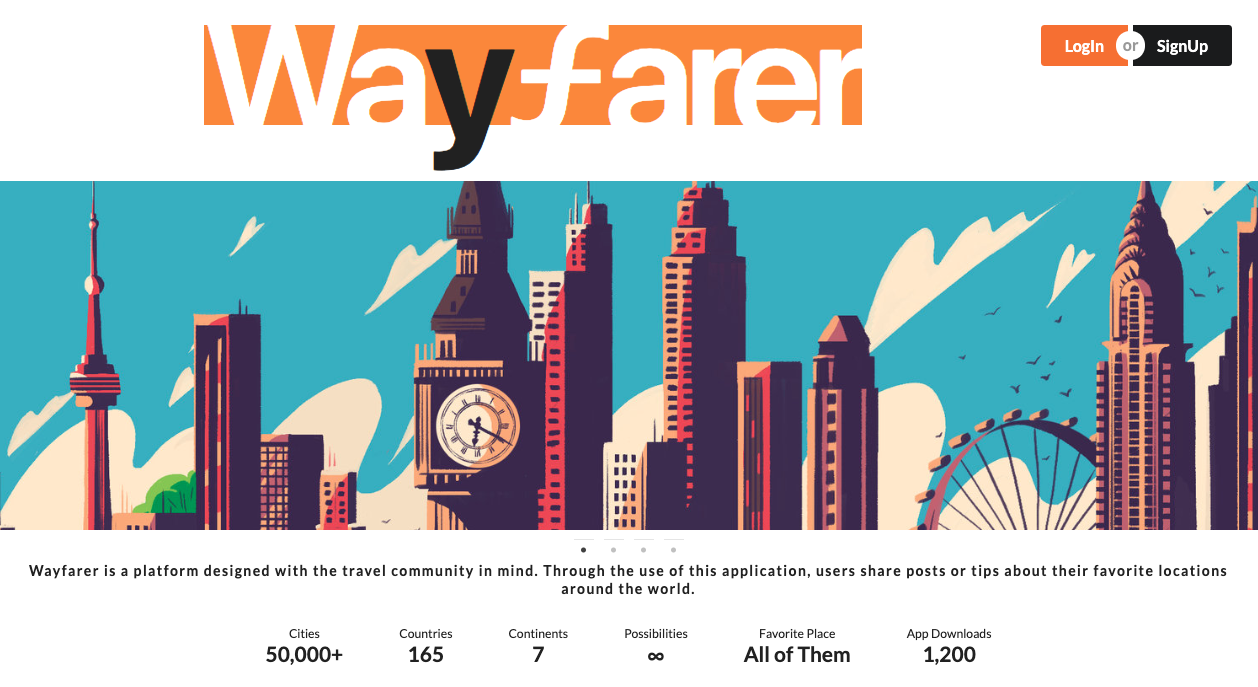 Wayfarer
LogIn or SignUp
Wayfarer is a platform designed with the travel community in mind. Through the use of this application, users share posts or tips about their favorite locations
around the world.
Cities Countries Continents Possibilities Favorite Place App Downloads
50,000+ 165 7 ∞ All of Them 1,200